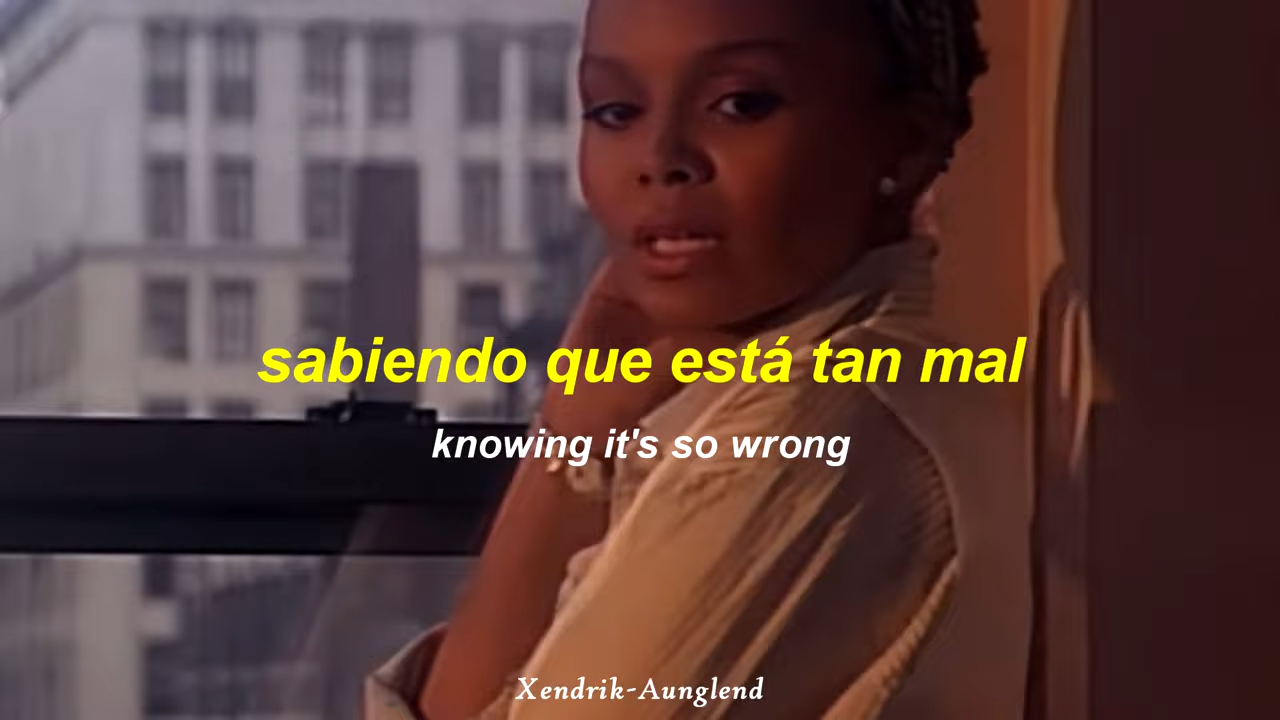 sabiendo que está tan mal
knowing it's so wrong
Xendrik-Aunglend